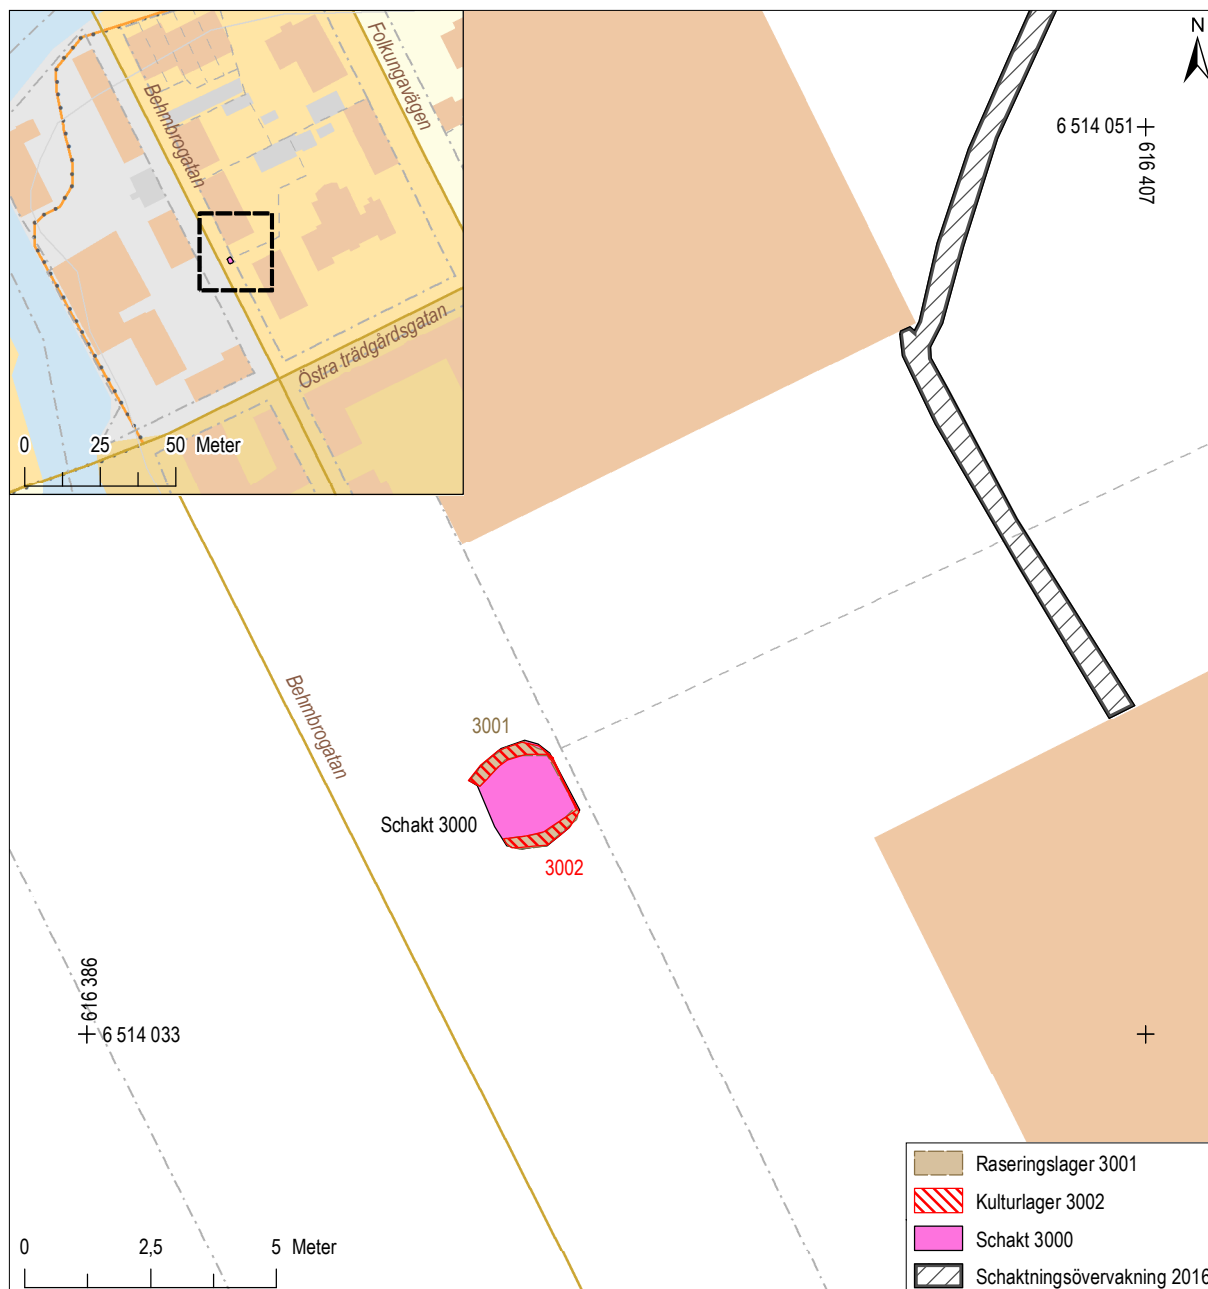 Folkungavägen
Behmbrogatan
Östra trädgårdsgatan
0 25 50 Meter
N
6 514 051
616 407
Behmbrogatan
3001
Schakt 3000
3002
616 386
6 514 033
0 2,5 5 Meter
Raseringslager 3001
Kulturlager 3002
Schakt 3000
Schaktningsövervakning 2016